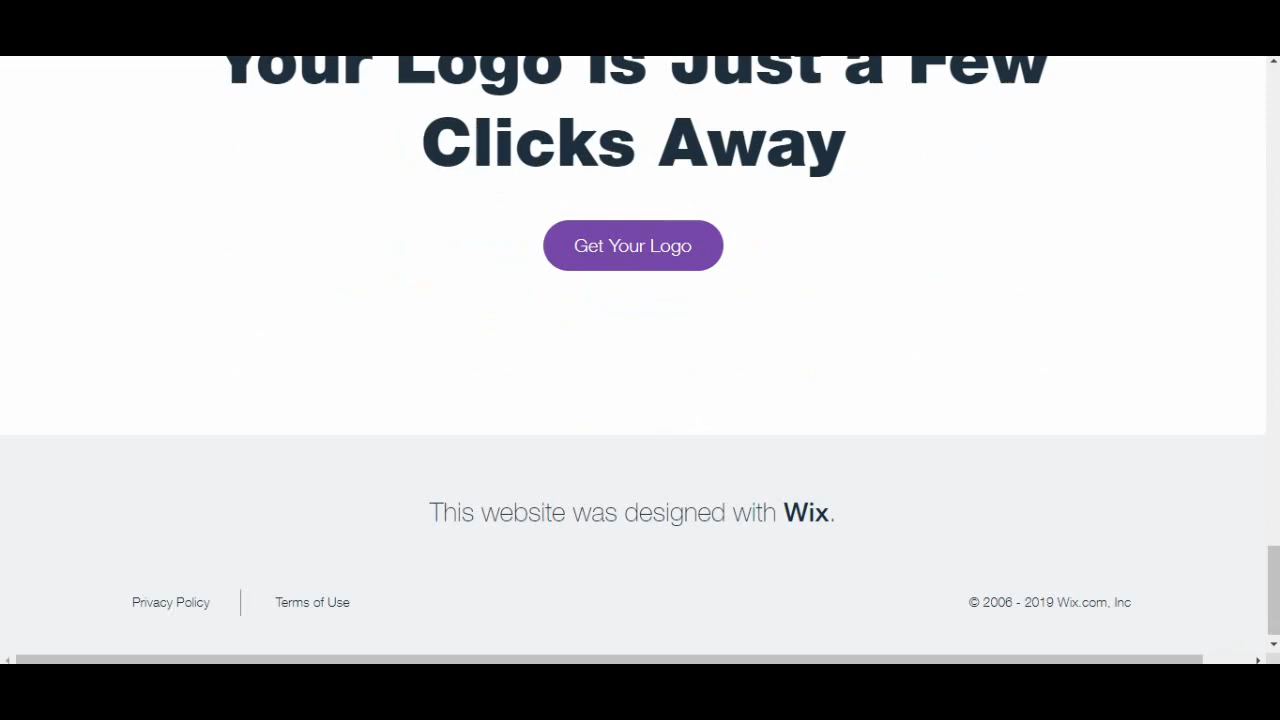 Your Logo Is Just a Few
Clicks Away
Get Your Logo
This website was designed with Wix.
Privacy Policy
Terms of Use
© 2006 - 2019 Wix.com, Inc